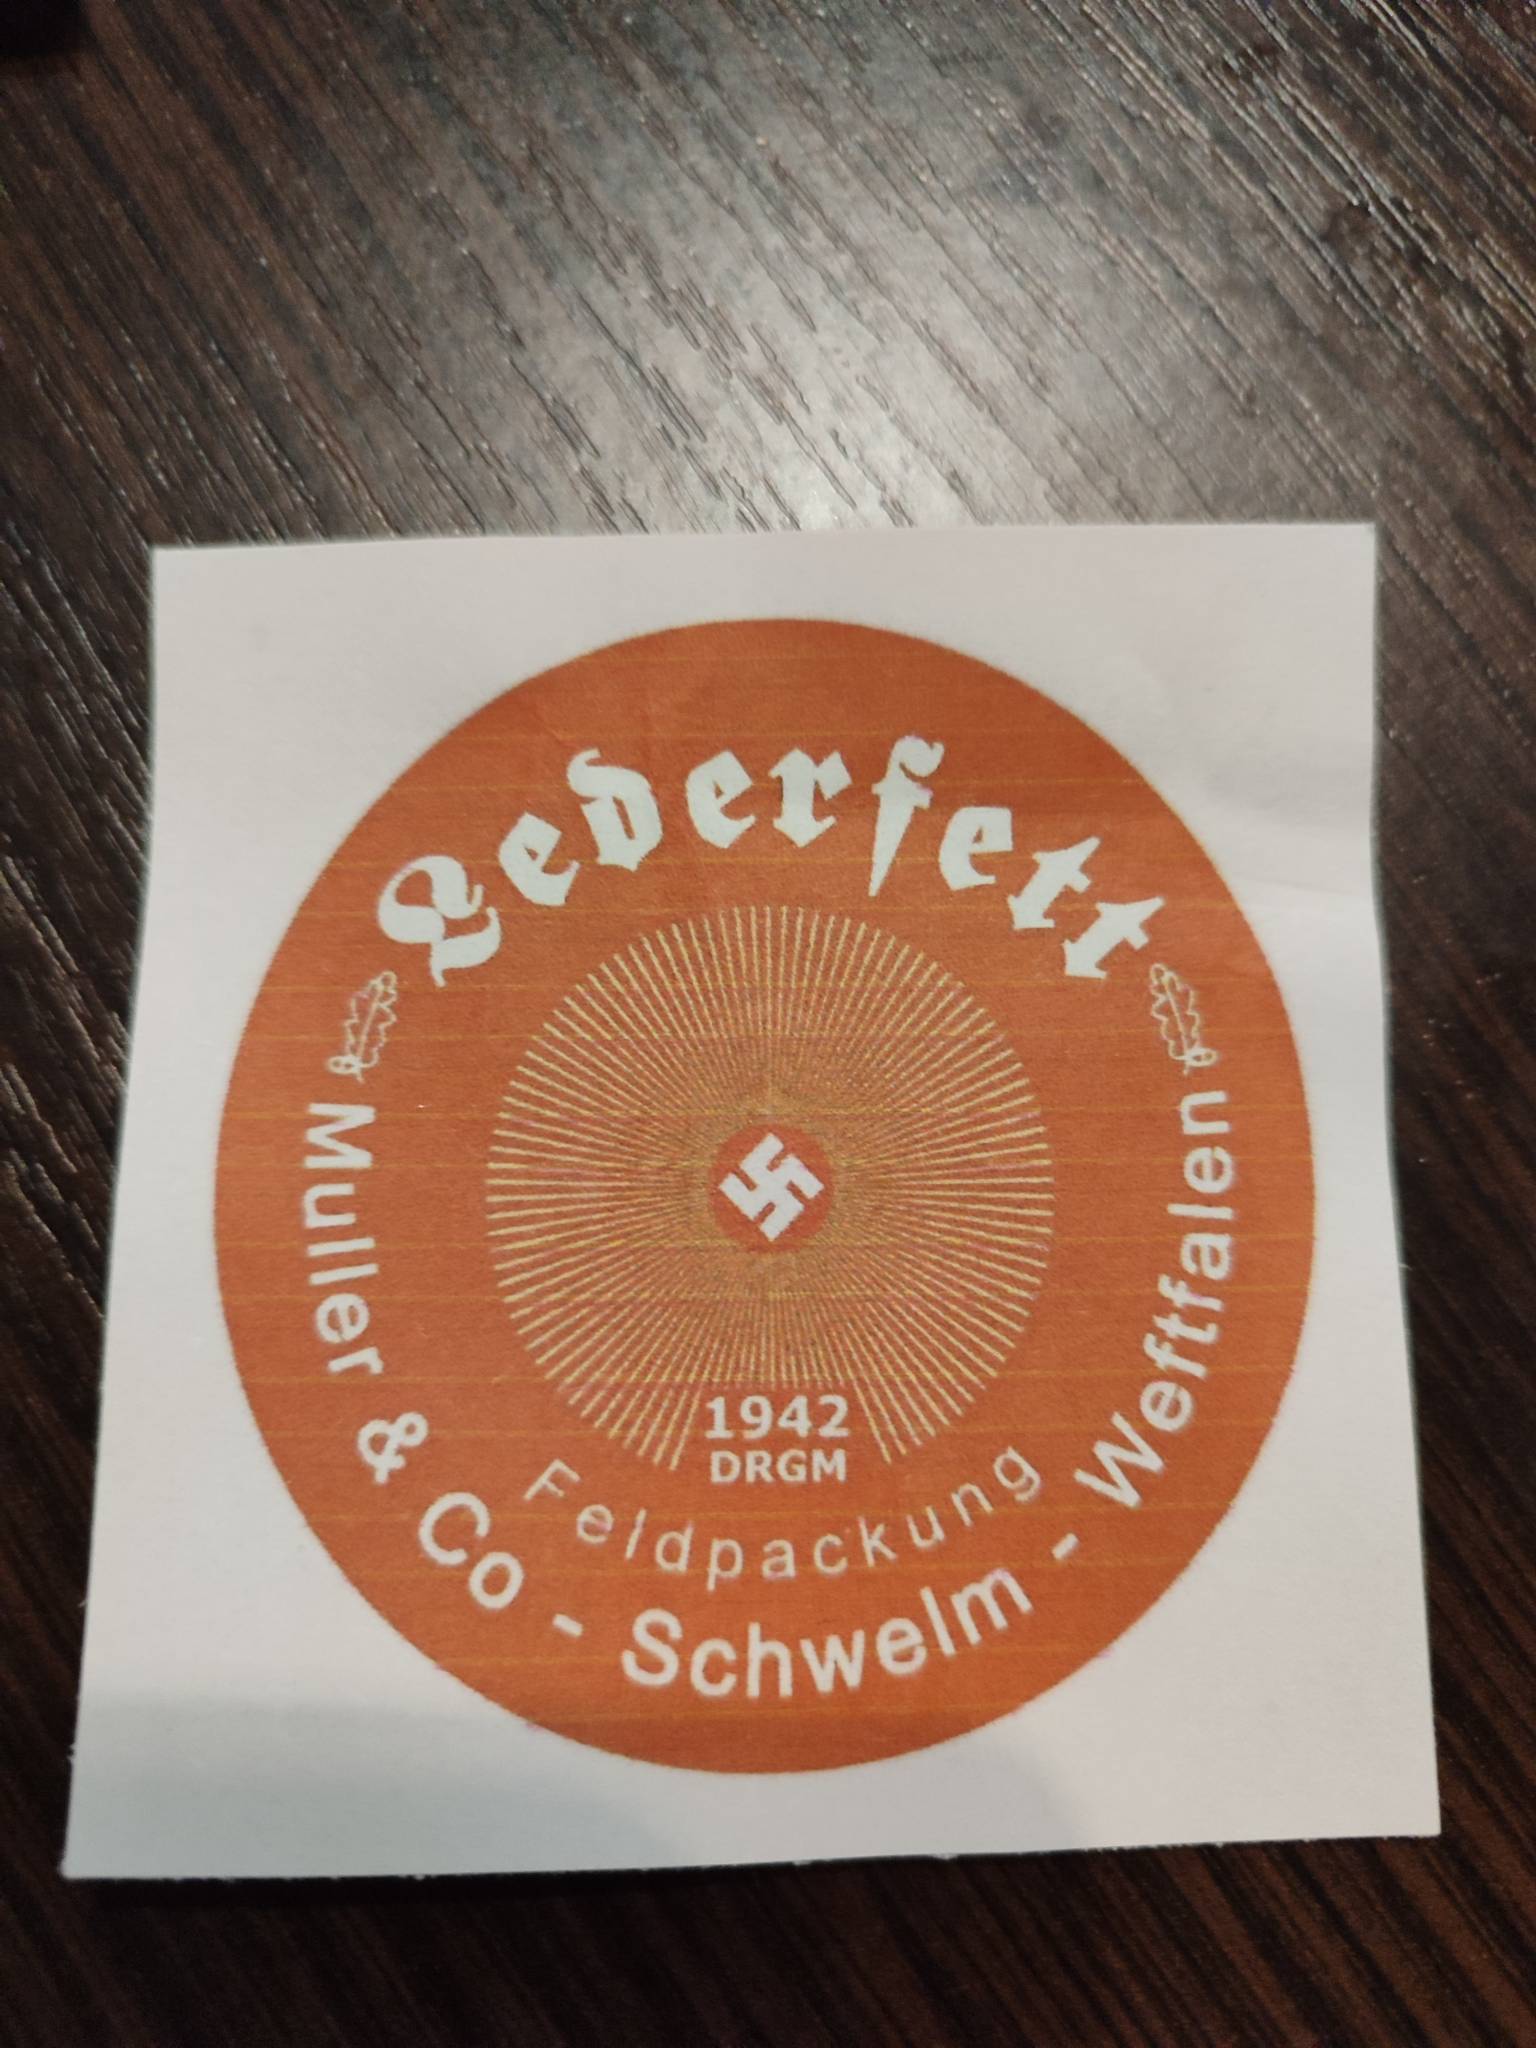 Lederfett
1942
DRGM
Feldpackung
Muller & Co - Schwelm - Weftfalen